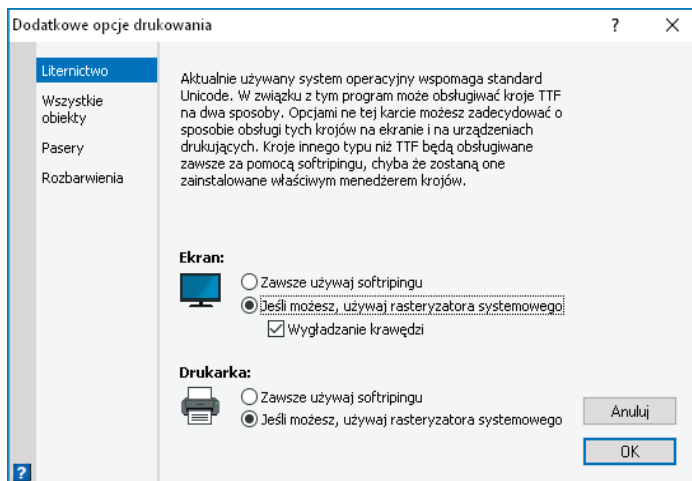 Dodatkowe opcje drukowania
?
Liternictwo
Wszystkie
obiekty
Pasery
Rozbarwienia
Aktualnie używany system operacyjny wspomaga standard
Unicode. W związku z tym program może obsługiwać kroje TTF
na dwa sposoby. Opcjami ne tej karcie możesz zadecydować o
sposobie obsługi tych krojów na ekranie i na urządzeniach
drukujących. Kroje innego typu niż TTF będą obsługiwane
zawsze za pomocą softripingu, chyba że zostaną one
zainstalowane właściwym menedżerem krojów.
Ekran:
Zawsze używaj softripingu
Jeśli możesz, używaj rasteryzatora systemowego
Wygładzanie krawędzi
Drukarka:
Zawsze używaj softripingu
Jeśli możesz, używaj rasteryzatora systemowego
Anuluj
OK
?